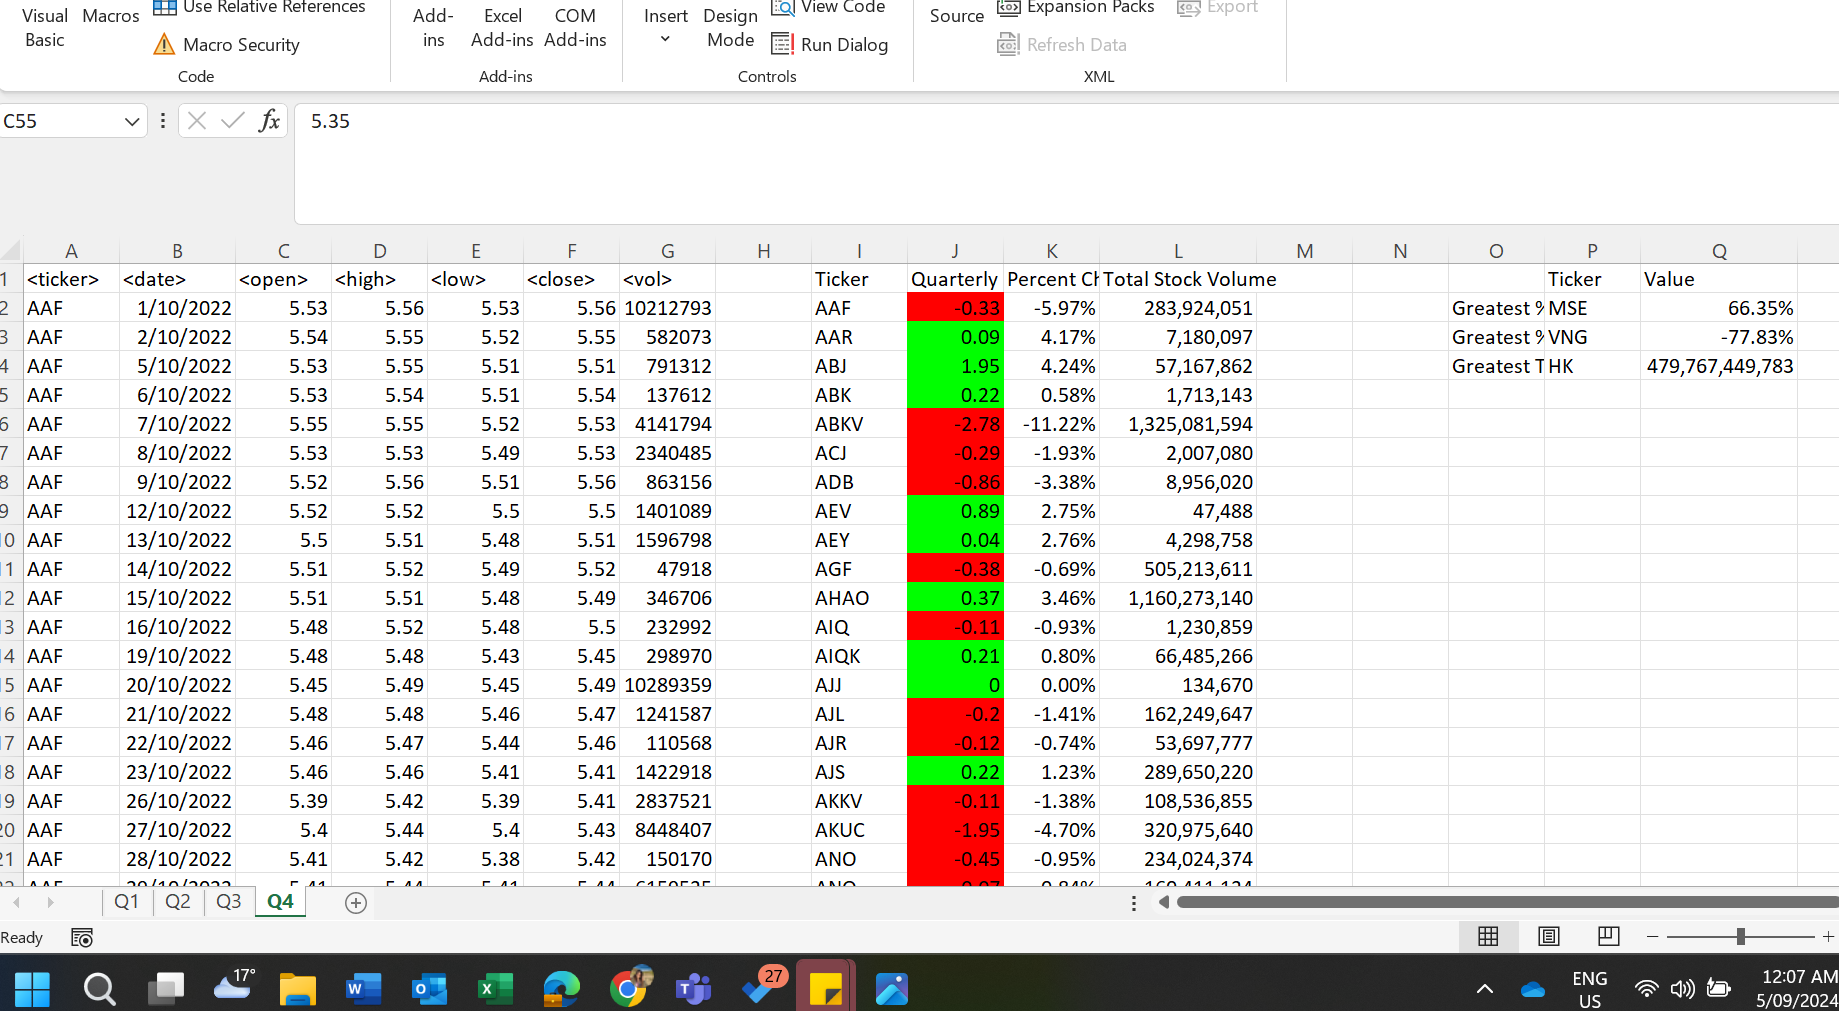 Visual Basic Macros Use Relative References Macro Security Code
Add-ins Excel Add-ins COM Add-ins Add-ins
Insert Design Mode View Code Run Dialog Controls
Source Expansion Packs Export Refresh Data XML
C55 fx 5.35
A B C D E F G H I J K L M N O P Q
1 <ticker> <date> <open> <high> <low> <close> <vol> Ticker Quarterly Percent Ch Total Stock Volume Ticker Value
2 AAF 1/10/2022 5.53 5.56 5.53 5.56 10212793 AAF -0.33 -5.97% 283,924,051 Greatest % MSE 66.35%
3 AAF 2/10/2022 5.54 5.55 5.52 5.55 582073 AAR 0.09 4.17% 7,180,097 Greatest % VNG -77.83%
4 AAF 5/10/2022 5.53 5.55 5.51 5.51 791312 ABJ 1.95 4.24% 57,167,862 Greatest T HK 479,767,449,783
5 AAF 6/10/2022 5.53 5.54 5.51 5.54 137612 ABK 0.22 0.58% 1,713,143
6 AAF 7/10/2022 5.55 5.55 5.52 5.53 4141794 ABKV -2.78 -11.22% 1,325,081,594
7 AAF 8/10/2022 5.53 5.53 5.49 5.53 2340485 ACJ -0.29 -1.93% 2,007,080
8 AAF 9/10/2022 5.52 5.56 5.51 5.56 863156 ADB -0.86 -3.38% 8,956,020
9 AAF 12/10/2022 5.52 5.52 5.5 5.5 1401089 AEV 0.89 2.75% 47,488
10 AAF 13/10/2022 5.5 5.51 5.48 5.51 1596798 AEY 0.04 2.76% 4,298,758
11 AAF 14/10/2022 5.51 5.52 5.49 5.52 47918 AGF -0.38 -0.69% 505,213,611
12 AAF 15/10/2022 5.51 5.51 5.48 5.49 346706 AHAO 0.37 3.46% 1,160,273,140
13 AAF 16/10/2022 5.48 5.52 5.48 5.5 232992 AIQ -0.11 -0.93% 1,230,859
14 AAF 19/10/2022 5.48 5.48 5.43 5.45 298970 AIQK 0.21 0.80% 66,485,266
15 AAF 20/10/2022 5.45 5.49 5.45 5.49 10289359 AJJ 0 0.00% 134,670
16 AAF 21/10/2022 5.48 5.48 5.46 5.47 1241587 AJL -0.2 -1.41% 162,249,647
17 AAF 22/10/2022 5.46 5.47 5.44 5.46 110568 AJR -0.12 -0.74% 53,697,777
18 AAF 23/10/2022 5.46 5.46 5.41 5.41 1422918 AJS 0.22 1.23% 289,650,220
19 AAF 26/10/2022 5.39 5.42 5.39 5.41 2837521 AKKV -0.11 -1.38% 108,536,855
20 AAF 27/10/2022 5.4 5.44 5.4 5.43 8448407 AKUC -1.95 -4.70% 320,975,640
21 AAF 28/10/2022 5.41 5.42 5.38 5.42 150170 ANO -0.45 -0.95% 234,024,374
Q1 Q2 Q3 Q4
Ready
17° 27 ENG US 12:07 AM 5/09/2024